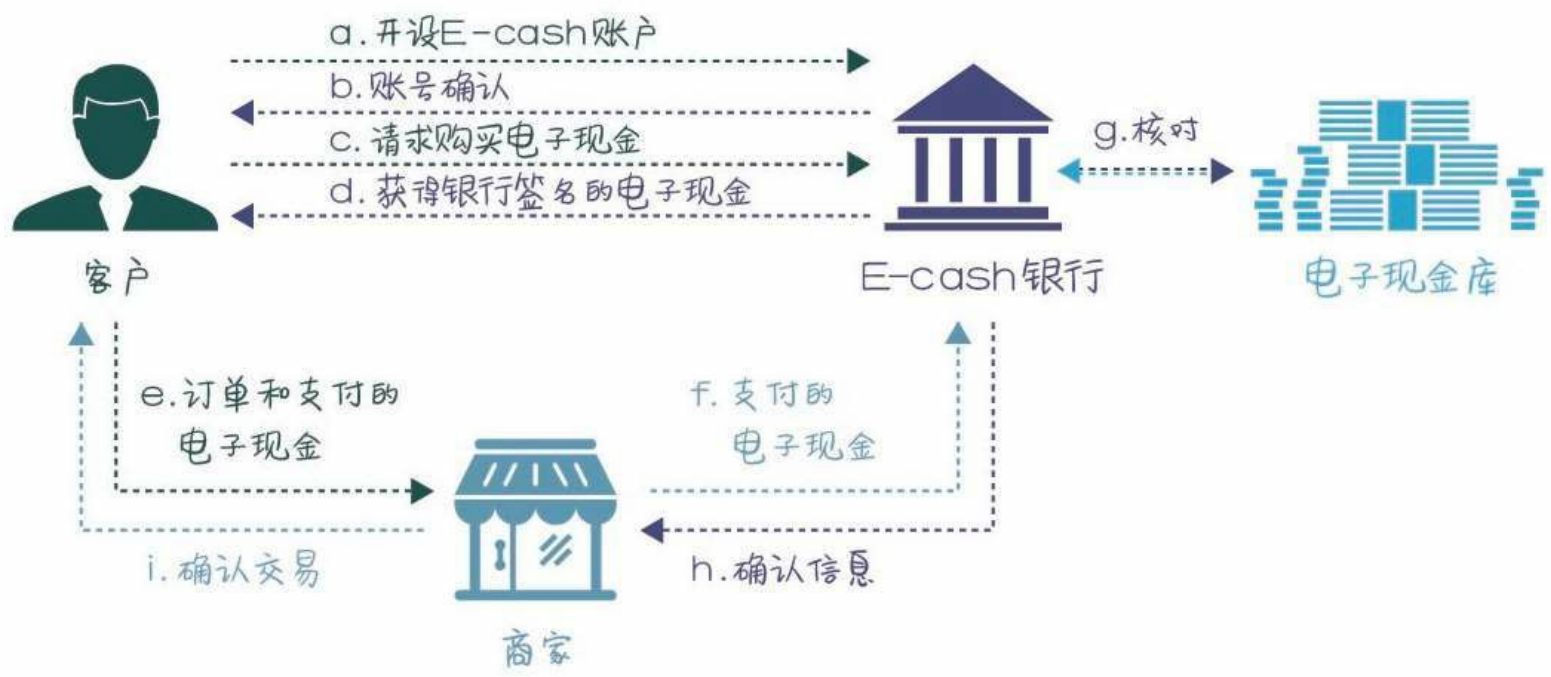 a.开设E-cash账户
b.账号确认
c.请求购买电子现金
d.获得银行签名的电子现金
g.核对
客户
E-cash银行
电子现金库
e.订单和支付的
电子现金
f.支付的
电子现金
i.确认交易
h.确认信息
商家